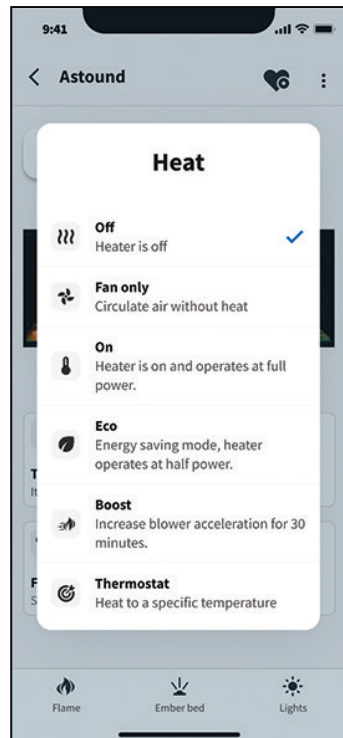 9:41
Astound
Heat
Off
Heater is off
Fan only
Circulate air without heat
On
Heater is on and operates at full
power.
Eco
Energy saving mode, heater
operates at half power.
Boost
Increase blower acceleration for 30
minutes.
Thermostat
Heat to a specific temperature
T
It
F
S
Flame
Ember bed
Lights